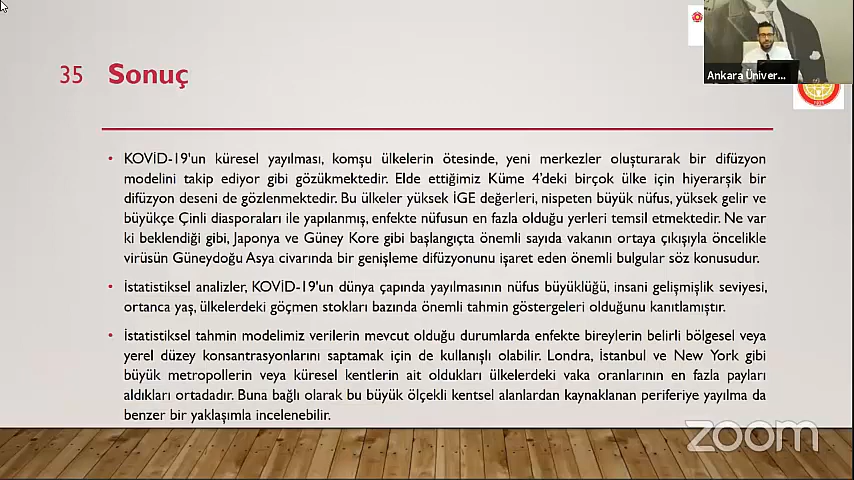 Ankara Üniver...
35 Sonuç
• KOVİD-19'un küresel yayılması, komşu ülkelerin ötesinde, yeni merkezler oluşturarak bir difüzyon
modelini takip ediyor gibi gözükmektedir. Elde ettiğimiz Küme 4'deki birçok ülke için hiyerarşik bir
difüzyon deseni de gözlenmektedir. Bu ülkeler yüksek İGE değerleri, nispeten büyük nüfus, yüksek gelir ve
büyükçe Çinli diasporaları ile yapılanmış, enfekte nüfusun en fazla olduğu yerleri temsil etmektedir. Ne var
ki beklendiği gibi, Japonya ve Güney Kore gibi başlangıçta önemli sayıda vakanın ortaya çıkışıyla öncelikle
virüsün Güneydoğu Asya civarında bir genişleme difüzyonunu işaret eden önemli bulgular söz konusudur.
• İstatistiksel analizler, KOVİD-19'un dünya çapında yayılmasının nüfus büyüklüğü, insani gelişmişlik seviyesi,
ortanca yaş, ülkelerdeki göçmen stokları bazında önemli tahmin göstergeleri olduğunu kanıtlamıştır.
• İstatistiksel tahmin modelimiz verilerin mevcut olduğu durumlarda enfekte bireylerin belirli bölgesel veya
yerel düzey konsantrasyonlarını saptamak için de kullanışlı olabilir. Londra, İstanbul ve New York gibi
büyük metropollerin veya küresel kentlerin ait oldukları ülkelerdeki vaka oranlarının en fazla payları
aldıkları ortadadır. Buna bağlı olarak bu büyük ölçekli kentsel alanlardan kaynaklanan periferiye yayılma da
benzer bir yaklaşımla incelenebilir.
zoom